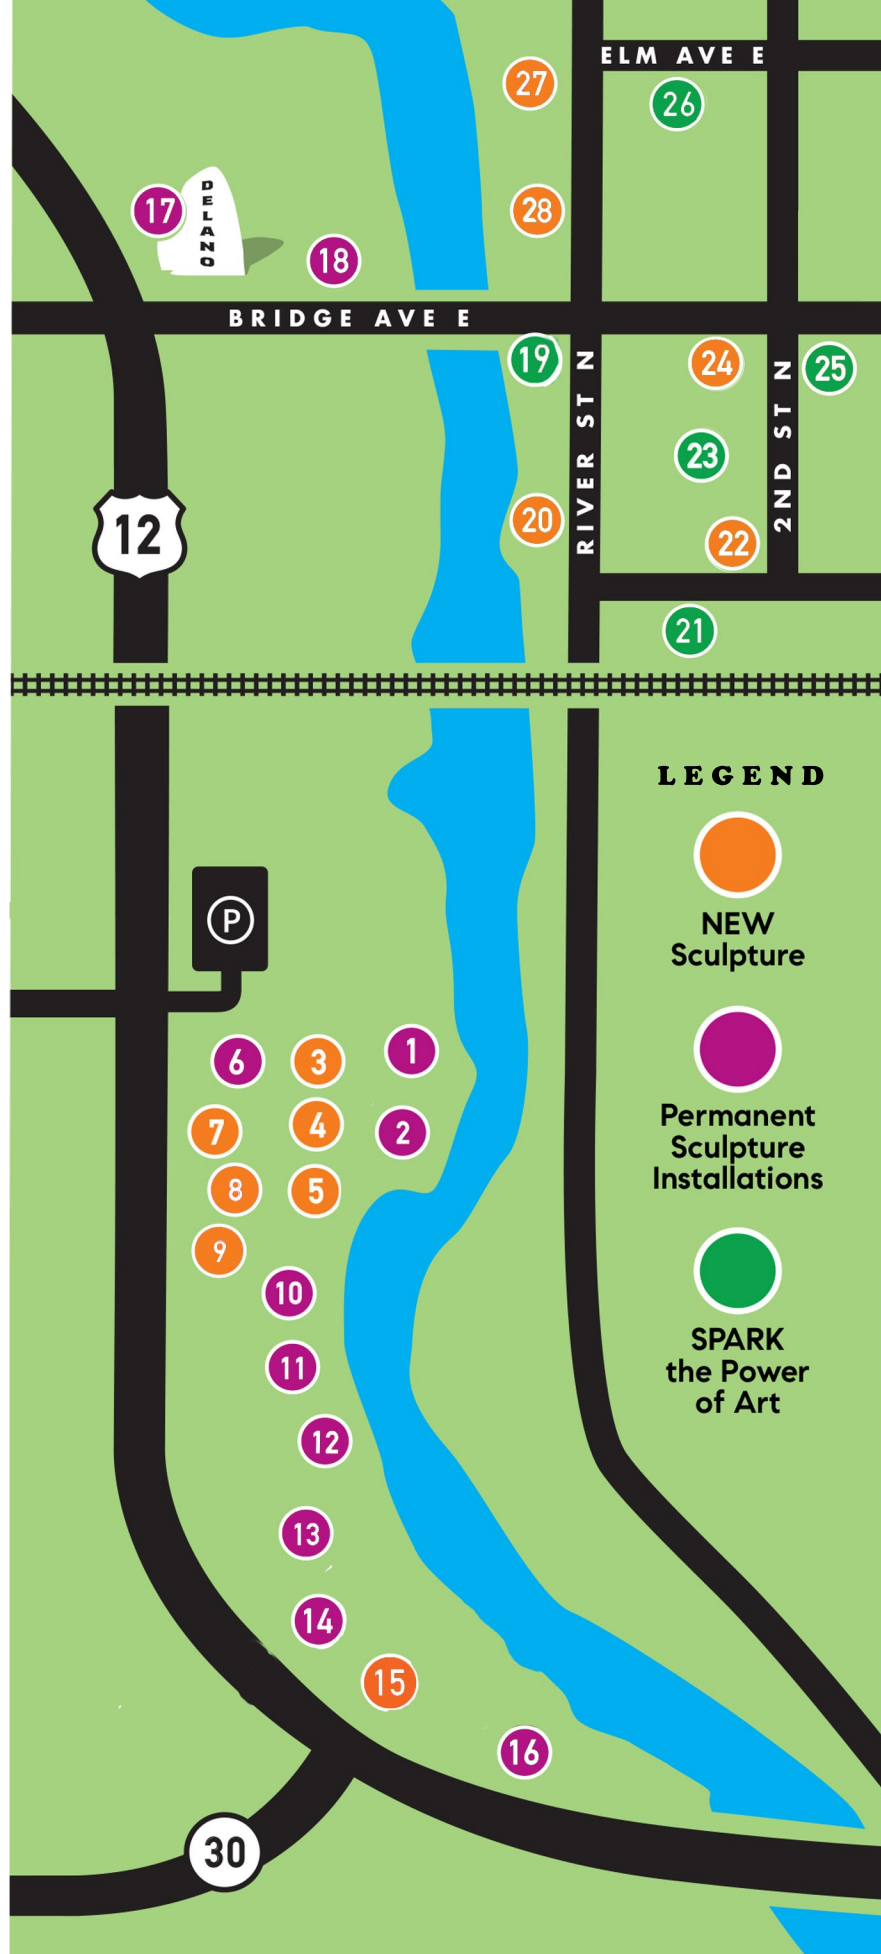 ELM AVE E
27
26
17
DELANO
28
18
BRIDGE AVE E
19
RIVER ST N
24
2ND ST N
25
23
12
20
22
21
LEGEND
NEW
Sculpture
Permanent
Sculpture
Installations
SPARK
the Power
of Art
P
6
3
1
7
4
2
8
5
9
10
11
12
13
14
15
16
30